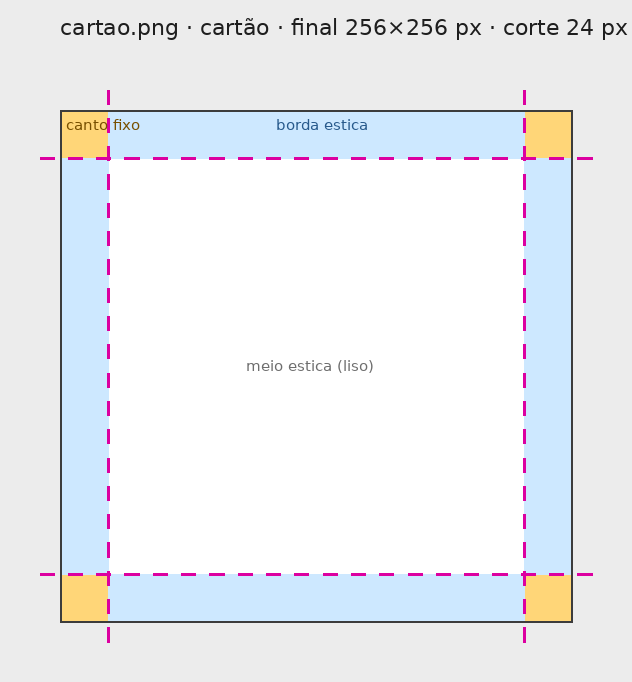 cartao.png · cartão · final 256×256 px · corte 24 px
canto fixo
borda estica
meio estica (liso)